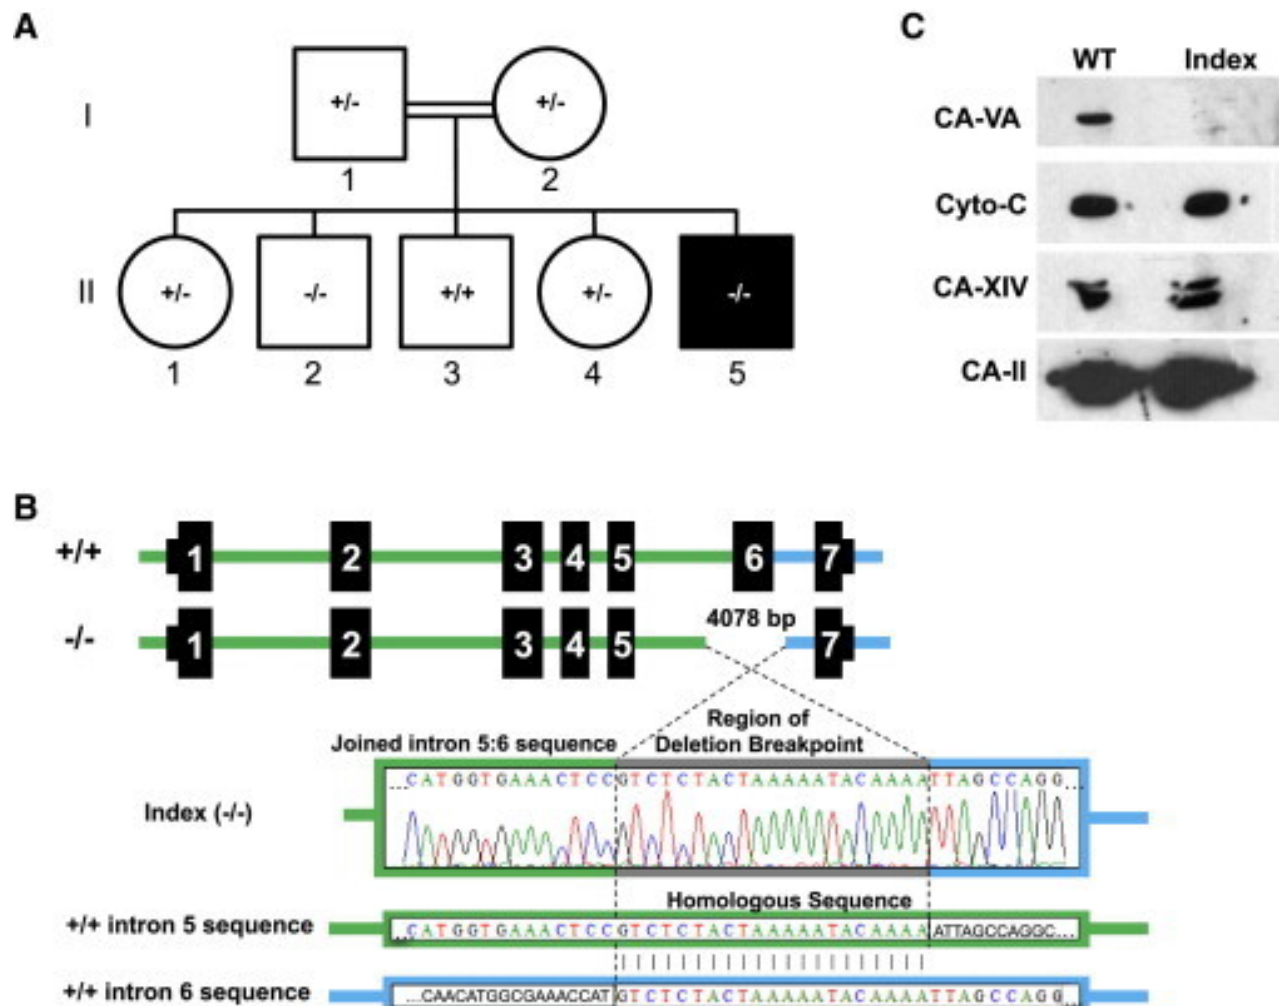 A
I
+/-
+/-
1
2
II
+/-
-/-
+/+
+/-
-/-
1
2
3
4
5
C
WT
Index
CA-VA
Cyto-C
CA-XIV
CA-II
B
+/+
1
2
3
4
5
6
7
-/-
1
2
3
4
5
4078 bp
7
Region of
Joined intron 5:6 sequence
Deletion Breakpoint
Index (-/-)
...CATGGTGAAACTCCGTCTCTACTAAAAATACAAAATTAGCCAGG...
Homologous Sequence
+/+ intron 5 sequence
...CATGGTGAAACTCCGTCTCTACTAAAAATACAAAAATTAGCCAGGC...
+/+ intron 6 sequence
...CAACATGGCGAAACCATGTCTCTACTAAAAATACAAAATTAGCCAGG...